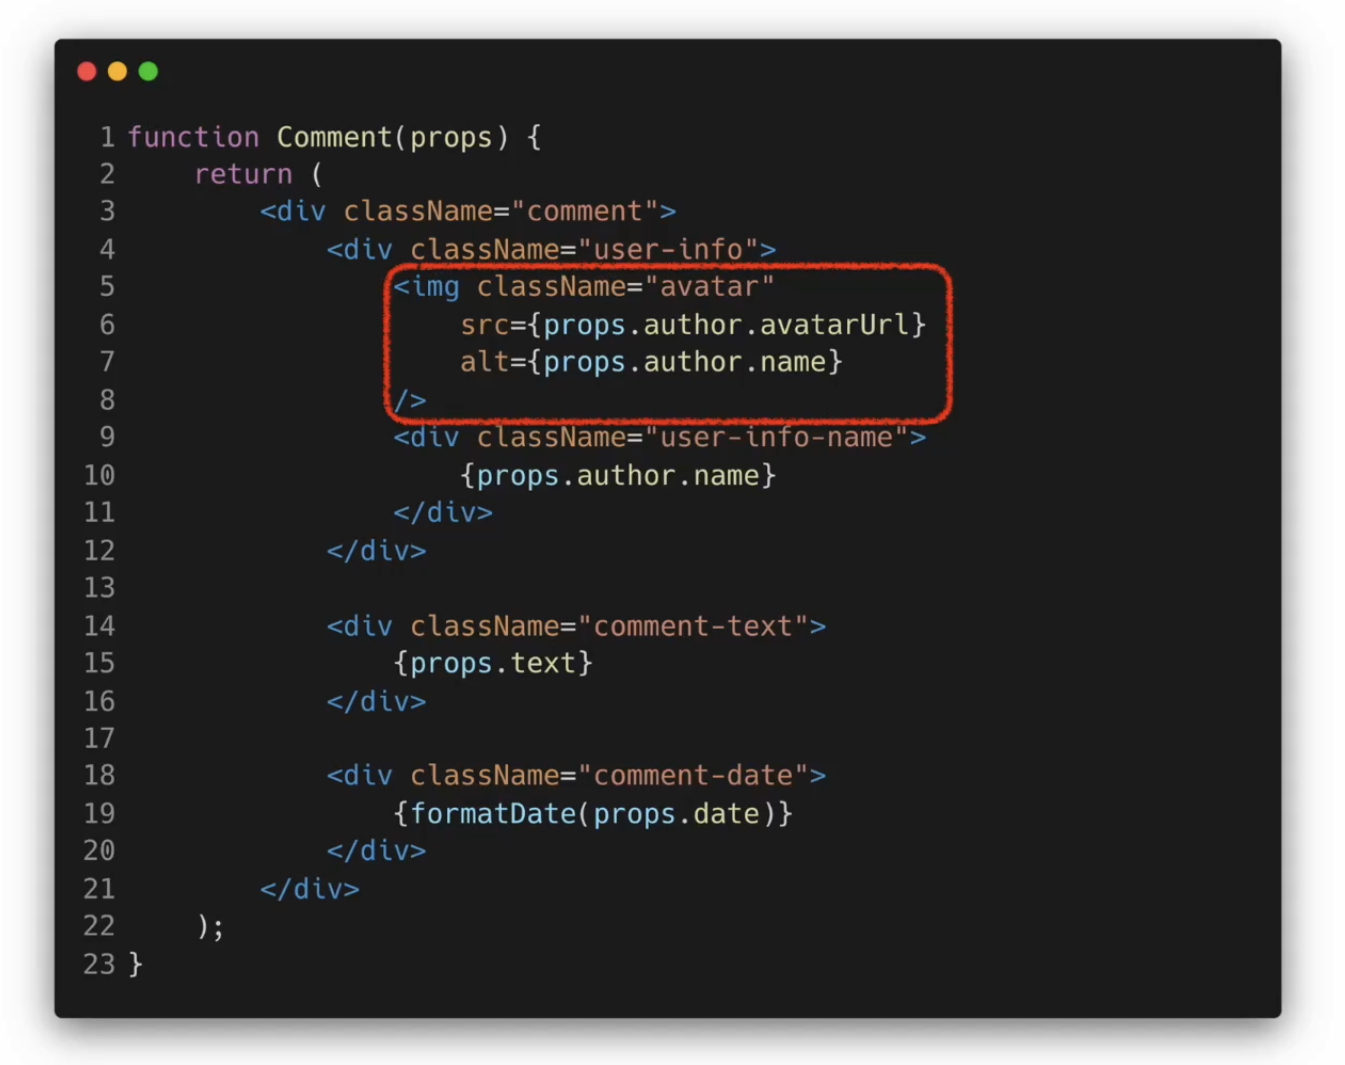 1 function Comment(props) {
2     return (
3         <div className="comment">
4             <div className="user-info">
5                 <img className="avatar"
6                     src={props.author.avatarUrl}
7                     alt={props.author.name}
8                 />
9                 <div className="user-info-name">
10                     {props.author.name}
11                 </div>
12             </div>
13
14             <div className="comment-text">
15                 {props.text}
16             </div>
17
18             <div className="comment-date">
19                 {formatDate(props.date)}
20             </div>
21         </div>
22     );
23 }